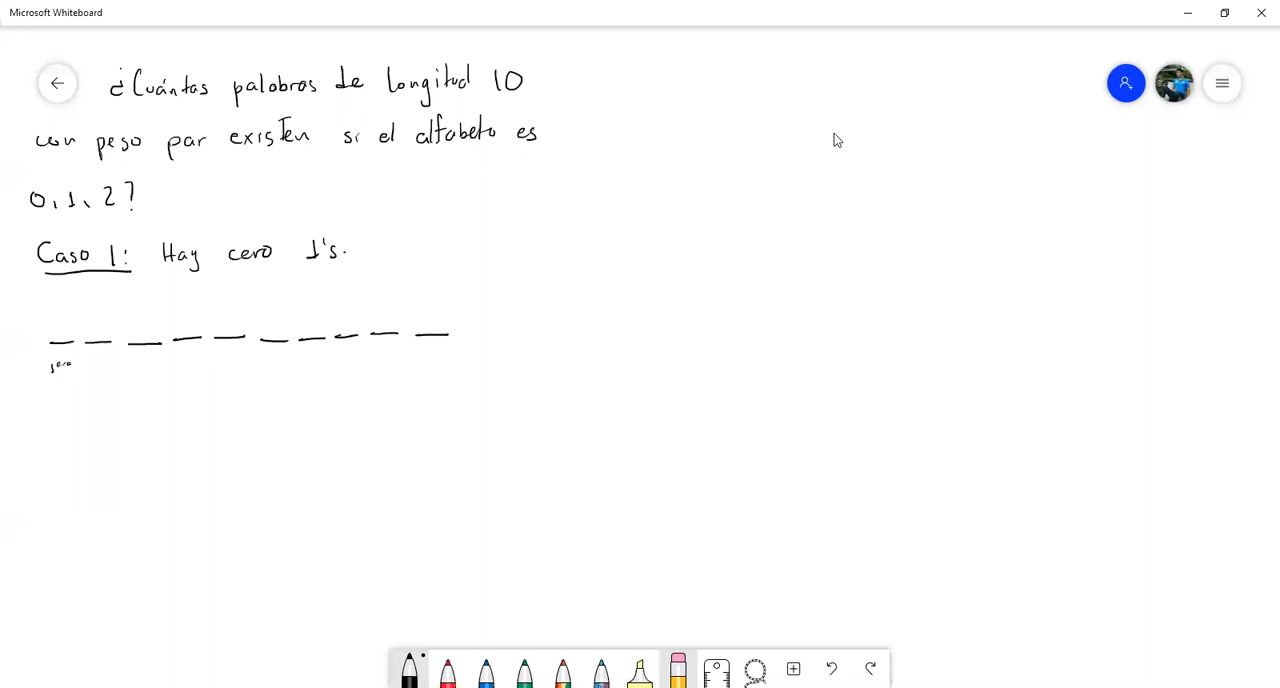 Microsoft Whiteboard
¿Cuántas palabras de longitud 10
con peso par existen si el alfabeto es
0, 1, 2?
Caso 1: Hay cero 1's.